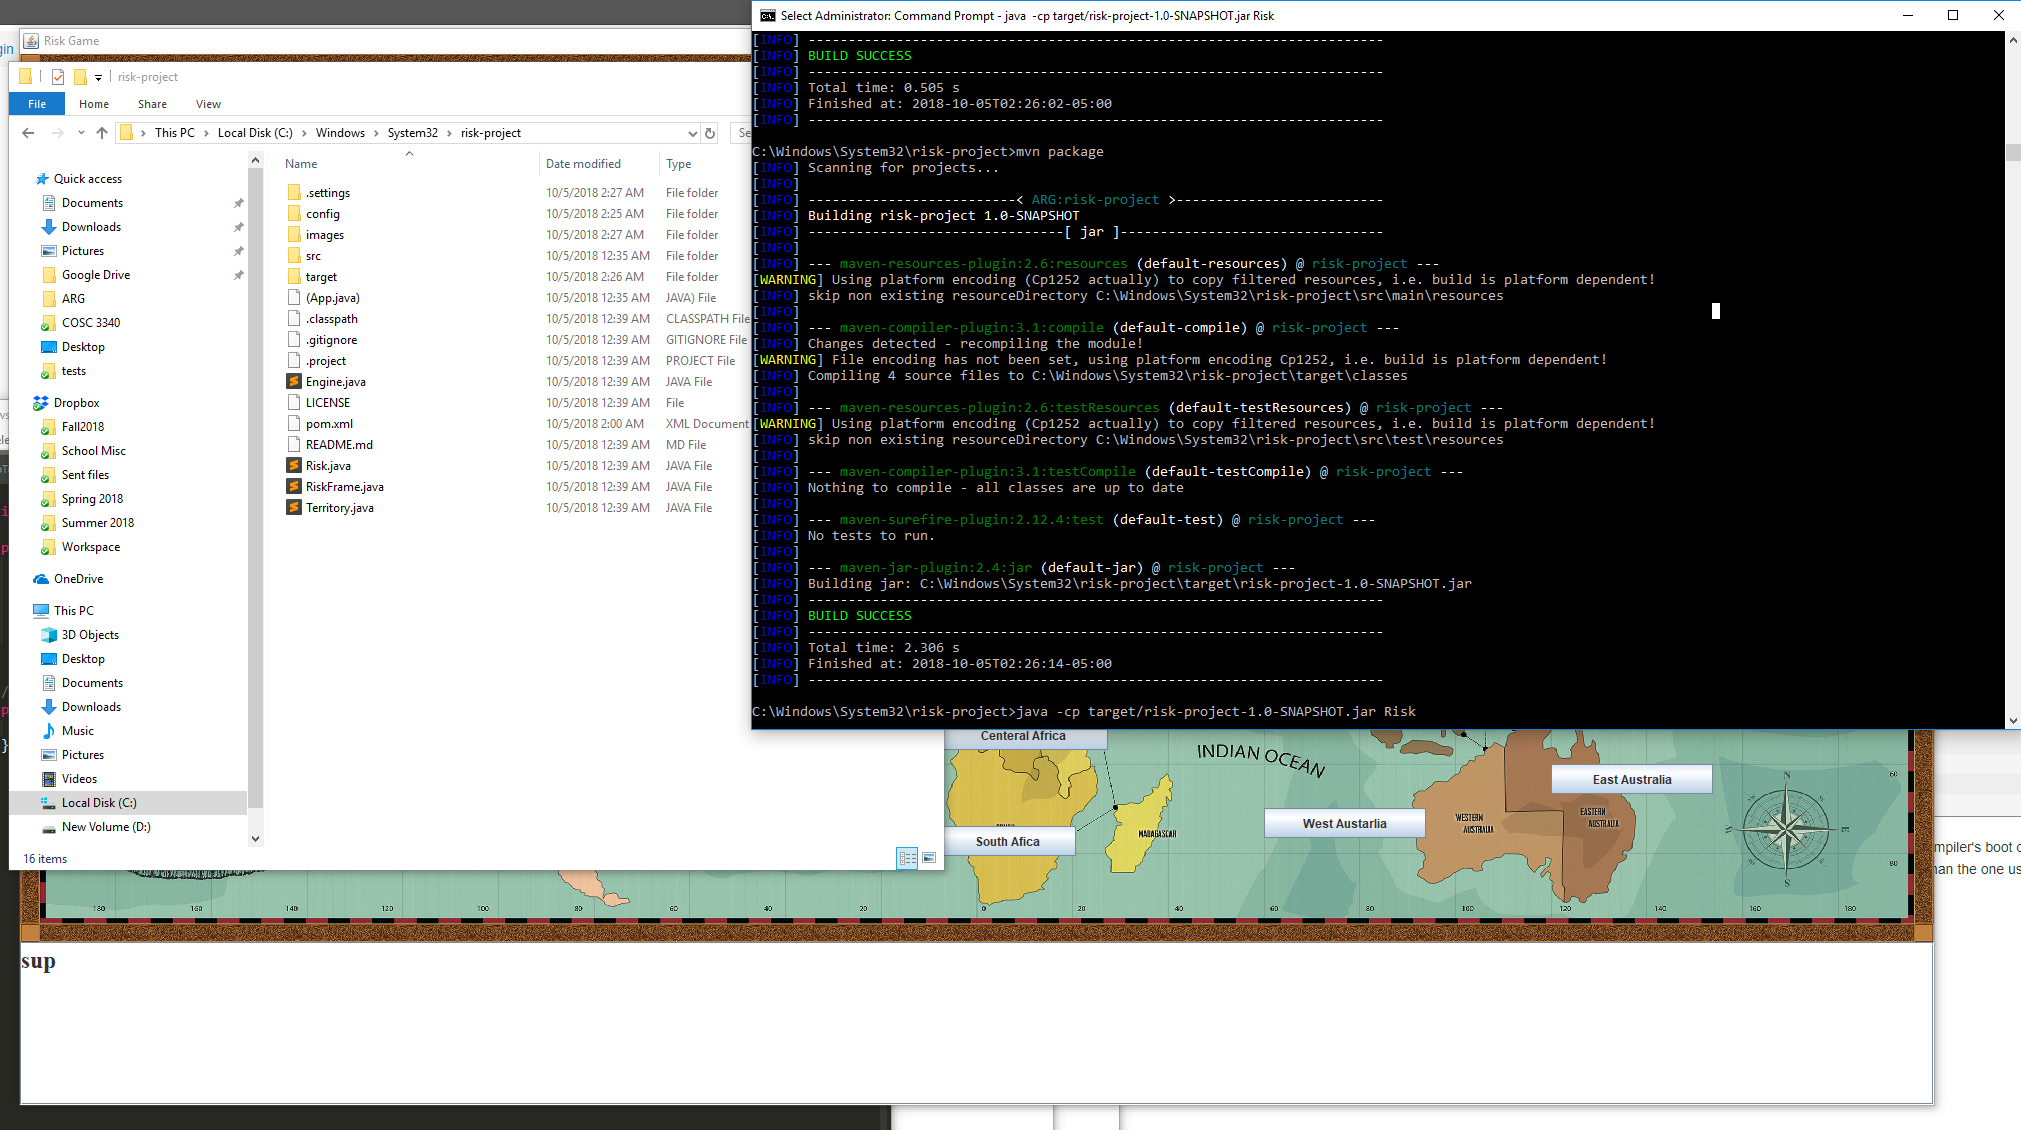 Select Administrator: Command Prompt - java  -cp target/risk-project-1.0-SNAPSHOT.jar Risk
gin
Risk Game
risk-project
File Home Share View
This PC > Local Disk (C:) > Windows > System32 > risk-project
Se
Name Date modified Type
Quick access
Documents
Downloads
Pictures
Google Drive
ARG
COSC 3340
Desktop
tests
Dropbox
Fall2018
School Misc
Sent files
Spring 2018
Summer 2018
Workspace
OneDrive
This PC
3D Objects
Desktop
Documents
Downloads
Music
Pictures
Videos
Local Disk (C:)
New Volume (D:)
16 items
.settings 10/5/2018 2:27 AM File folder
config 10/5/2018 2:25 AM File folder
images 10/5/2018 2:27 AM File folder
src 10/5/2018 12:35 AM File folder
target 10/5/2018 2:26 AM File folder
(App.java) 10/5/2018 12:35 AM JAVA) File
.classpath 10/5/2018 12:39 AM CLASSPATH File
.gitignore 10/5/2018 12:39 AM GITIGNORE File
.project 10/5/2018 12:39 AM PROJECT File
Engine.java 10/5/2018 12:39 AM JAVA File
LICENSE 10/5/2018 12:39 AM File
pom.xml 10/5/2018 2:00 AM XML Document
README.md 10/5/2018 12:39 AM MD File
Risk.java 10/5/2018 12:39 AM JAVA File
RiskFrame.java 10/5/2018 12:39 AM JAVA File
Territory.java 10/5/2018 12:39 AM JAVA File
[INFO] ------------------------------------------------------------------------
[INFO] BUILD SUCCESS
[INFO] ------------------------------------------------------------------------
[INFO] Total time: 0.505 s
[INFO] Finished at: 2018-10-05T02:26:02-05:00
[INFO] ------------------------------------------------------------------------
C:\Windows\System32\risk-project>mvn package
[INFO] Scanning for projects...
[INFO]
[INFO] --------------------------< ARG:risk-project >--------------------------
[INFO] Building risk-project 1.0-SNAPSHOT
[INFO] --------------------------------[ jar ]---------------------------------
[INFO]
[INFO] --- maven-resources-plugin:2.6:resources (default-resources) @ risk-project ---
[WARNING] Using platform encoding (Cp1252 actually) to copy filtered resources, i.e. build is platform dependent!
[INFO] skip non existing resourceDirectory C:\Windows\System32\risk-project\src\main\resources
[INFO]
[INFO] --- maven-compiler-plugin:3.1:compile (default-compile) @ risk-project ---
[INFO] Changes detected - recompiling the module!
[WARNING] File encoding has not been set, using platform encoding Cp1252, i.e. build is platform dependent!
[INFO] Compiling 4 source files to C:\Windows\System32\risk-project\target\classes
[INFO]
[INFO] --- maven-resources-plugin:2.6:testResources (default-testResources) @ risk-project ---
[WARNING] Using platform encoding (Cp1252 actually) to copy filtered resources, i.e. build is platform dependent!
[INFO] skip non existing resourceDirectory C:\Windows\System32\risk-project\src\test\resources
[INFO]
[INFO] --- maven-compiler-plugin:3.1:testCompile (default-testCompile) @ risk-project ---
[INFO] Nothing to compile - all classes are up to date
[INFO]
[INFO] --- maven-surefire-plugin:2.12.4:test (default-test) @ risk-project ---
[INFO] No tests to run.
[INFO]
[INFO] --- maven-jar-plugin:2.4:jar (default-jar) @ risk-project ---
[INFO] Building jar: C:\Windows\System32\risk-project\target\risk-project-1.0-SNAPSHOT.jar
[INFO] ------------------------------------------------------------------------
[INFO] BUILD SUCCESS
[INFO] ------------------------------------------------------------------------
[INFO] Total time: 2.306 s
[INFO] Finished at: 2018-10-05T02:26:14-05:00
[INFO] ------------------------------------------------------------------------
C:\Windows\System32\risk-project>java -cp target/risk-project-1.0-SNAPSHOT.jar Risk
Centeral Africa
INDIAN OCEAN
East Australia
West Austarlia
South Afica
MADAGASCAR
WESTERN
AUSTRALIA
EASTERN
AUSTRALIA
N
E
S
W
60
80
180 160 140 120 100 80 60 40 20 0 20 40 60 80 100 120 140 160 180
mpiler's boot c
han the one us
sup